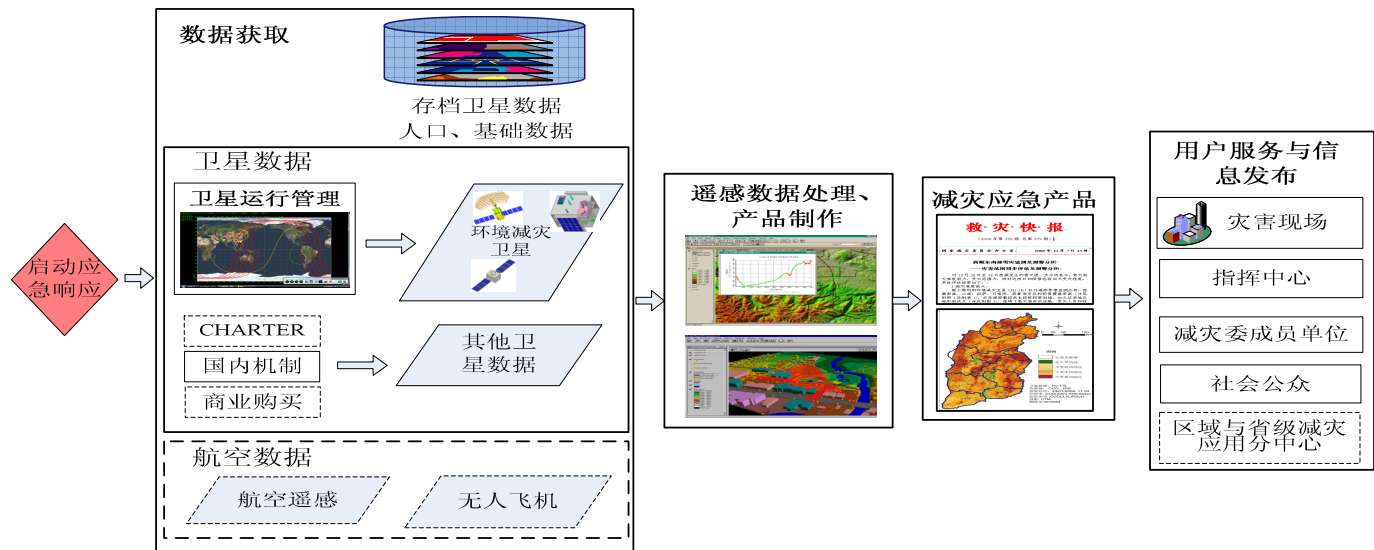 数据获取
存档卫星数据
人口、基础数据
卫星数据
卫星运行管理
环境减灾
卫星
启动应
急响应
CHARTER
国内机制
商业购买
其他卫
星数据
航空数据
航空遥感
无人飞机
遥感数据处理、
产品制作
减灾应急产品
救·灾·快·报
用户服务与信
息发布
灾害现场
指挥中心
减灾委成员单位
社会公众
区域与省级减灾
应用分中心